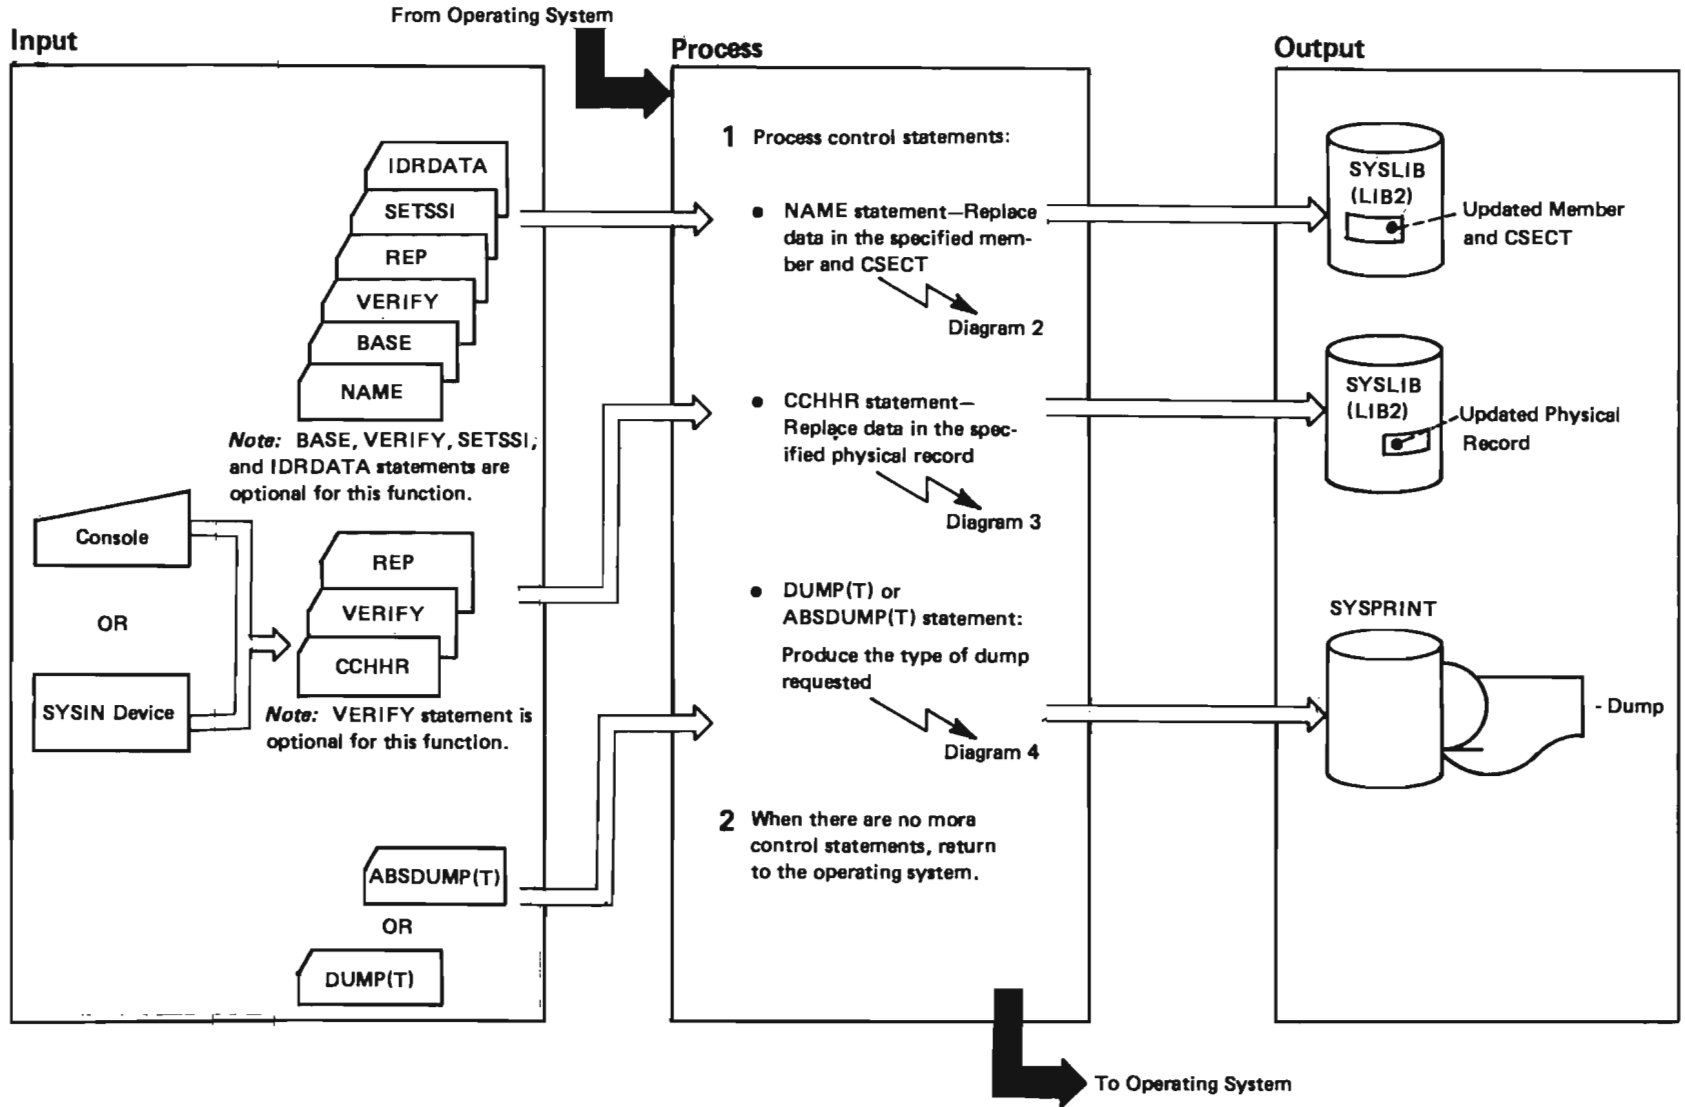 From Operating System
Input
Process
Output
IDRDATA
SETSSI
REP
VERIFY
BASE
NAME
Note: BASE, VERIFY, SETSSI,
and IDRDATA statements are
optional for this function.
Console
OR
SYSIN Device
REP
VERIFY
CCHHR
Note: VERIFY statement is
optional for this function.
ABSDUMP(T)
OR
DUMP(T)
1 Process control statements:
• NAME statement—Replace
data in the specified mem-
ber and CSECT
Diagram 2
• CCHHR statement—
Replace data in the spec-
ified physical record
Diagram 3
• DUMP(T) or
ABSDUMP(T) statement:
Produce the type of dump
requested
Diagram 4
2 When there are no mora
control statements, return
to the operating system.
SYSLIB
(LIB2)
Updated Member
and CSECT
SYSLIB
(LIB2)
Updated Physical
Record
SYSPRINT
- Dump
To Operating System